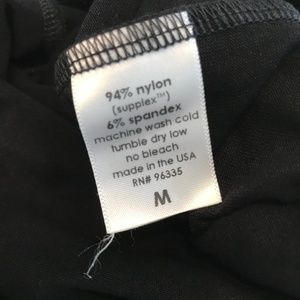 94% nylon
(supplex™)
6% spandex
machine wash cold
tumble dry low
no bleach
made in the USA
RN# 96335
M